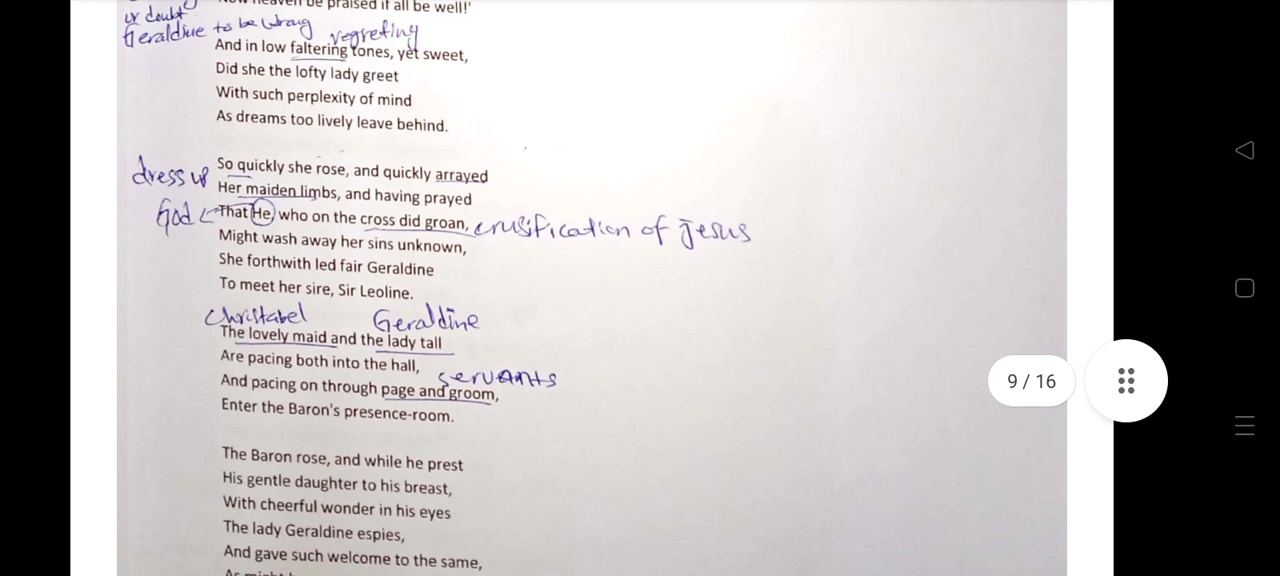 be praised if all be well!'
or doubt
Geraldine to be wrong regreting
And in low faltering tones, yet sweet,
Did she the lofty lady greet
With such perplexity of mind
As dreams too lively leave behind.
So quickly she rose, and quickly arrayed
dress up
Her maiden limbs, and having prayed
God That He who on the cross did groan, crusification of Jesus
Might wash away her sins unknown,
She forthwith led fair Geraldine
To meet her sire, Sir Leoline.
Christabel Geraldine
The lovely maid and the lady tall
Are pacing both into the hall,
servants
And pacing on through page and groom,
Enter the Baron's presence-room.
9 / 16
The Baron rose, and while he prest
His gentle daughter to his breast,
With cheerful wonder in his eyes
The lady Geraldine espies,
And gave such welcome to the same,